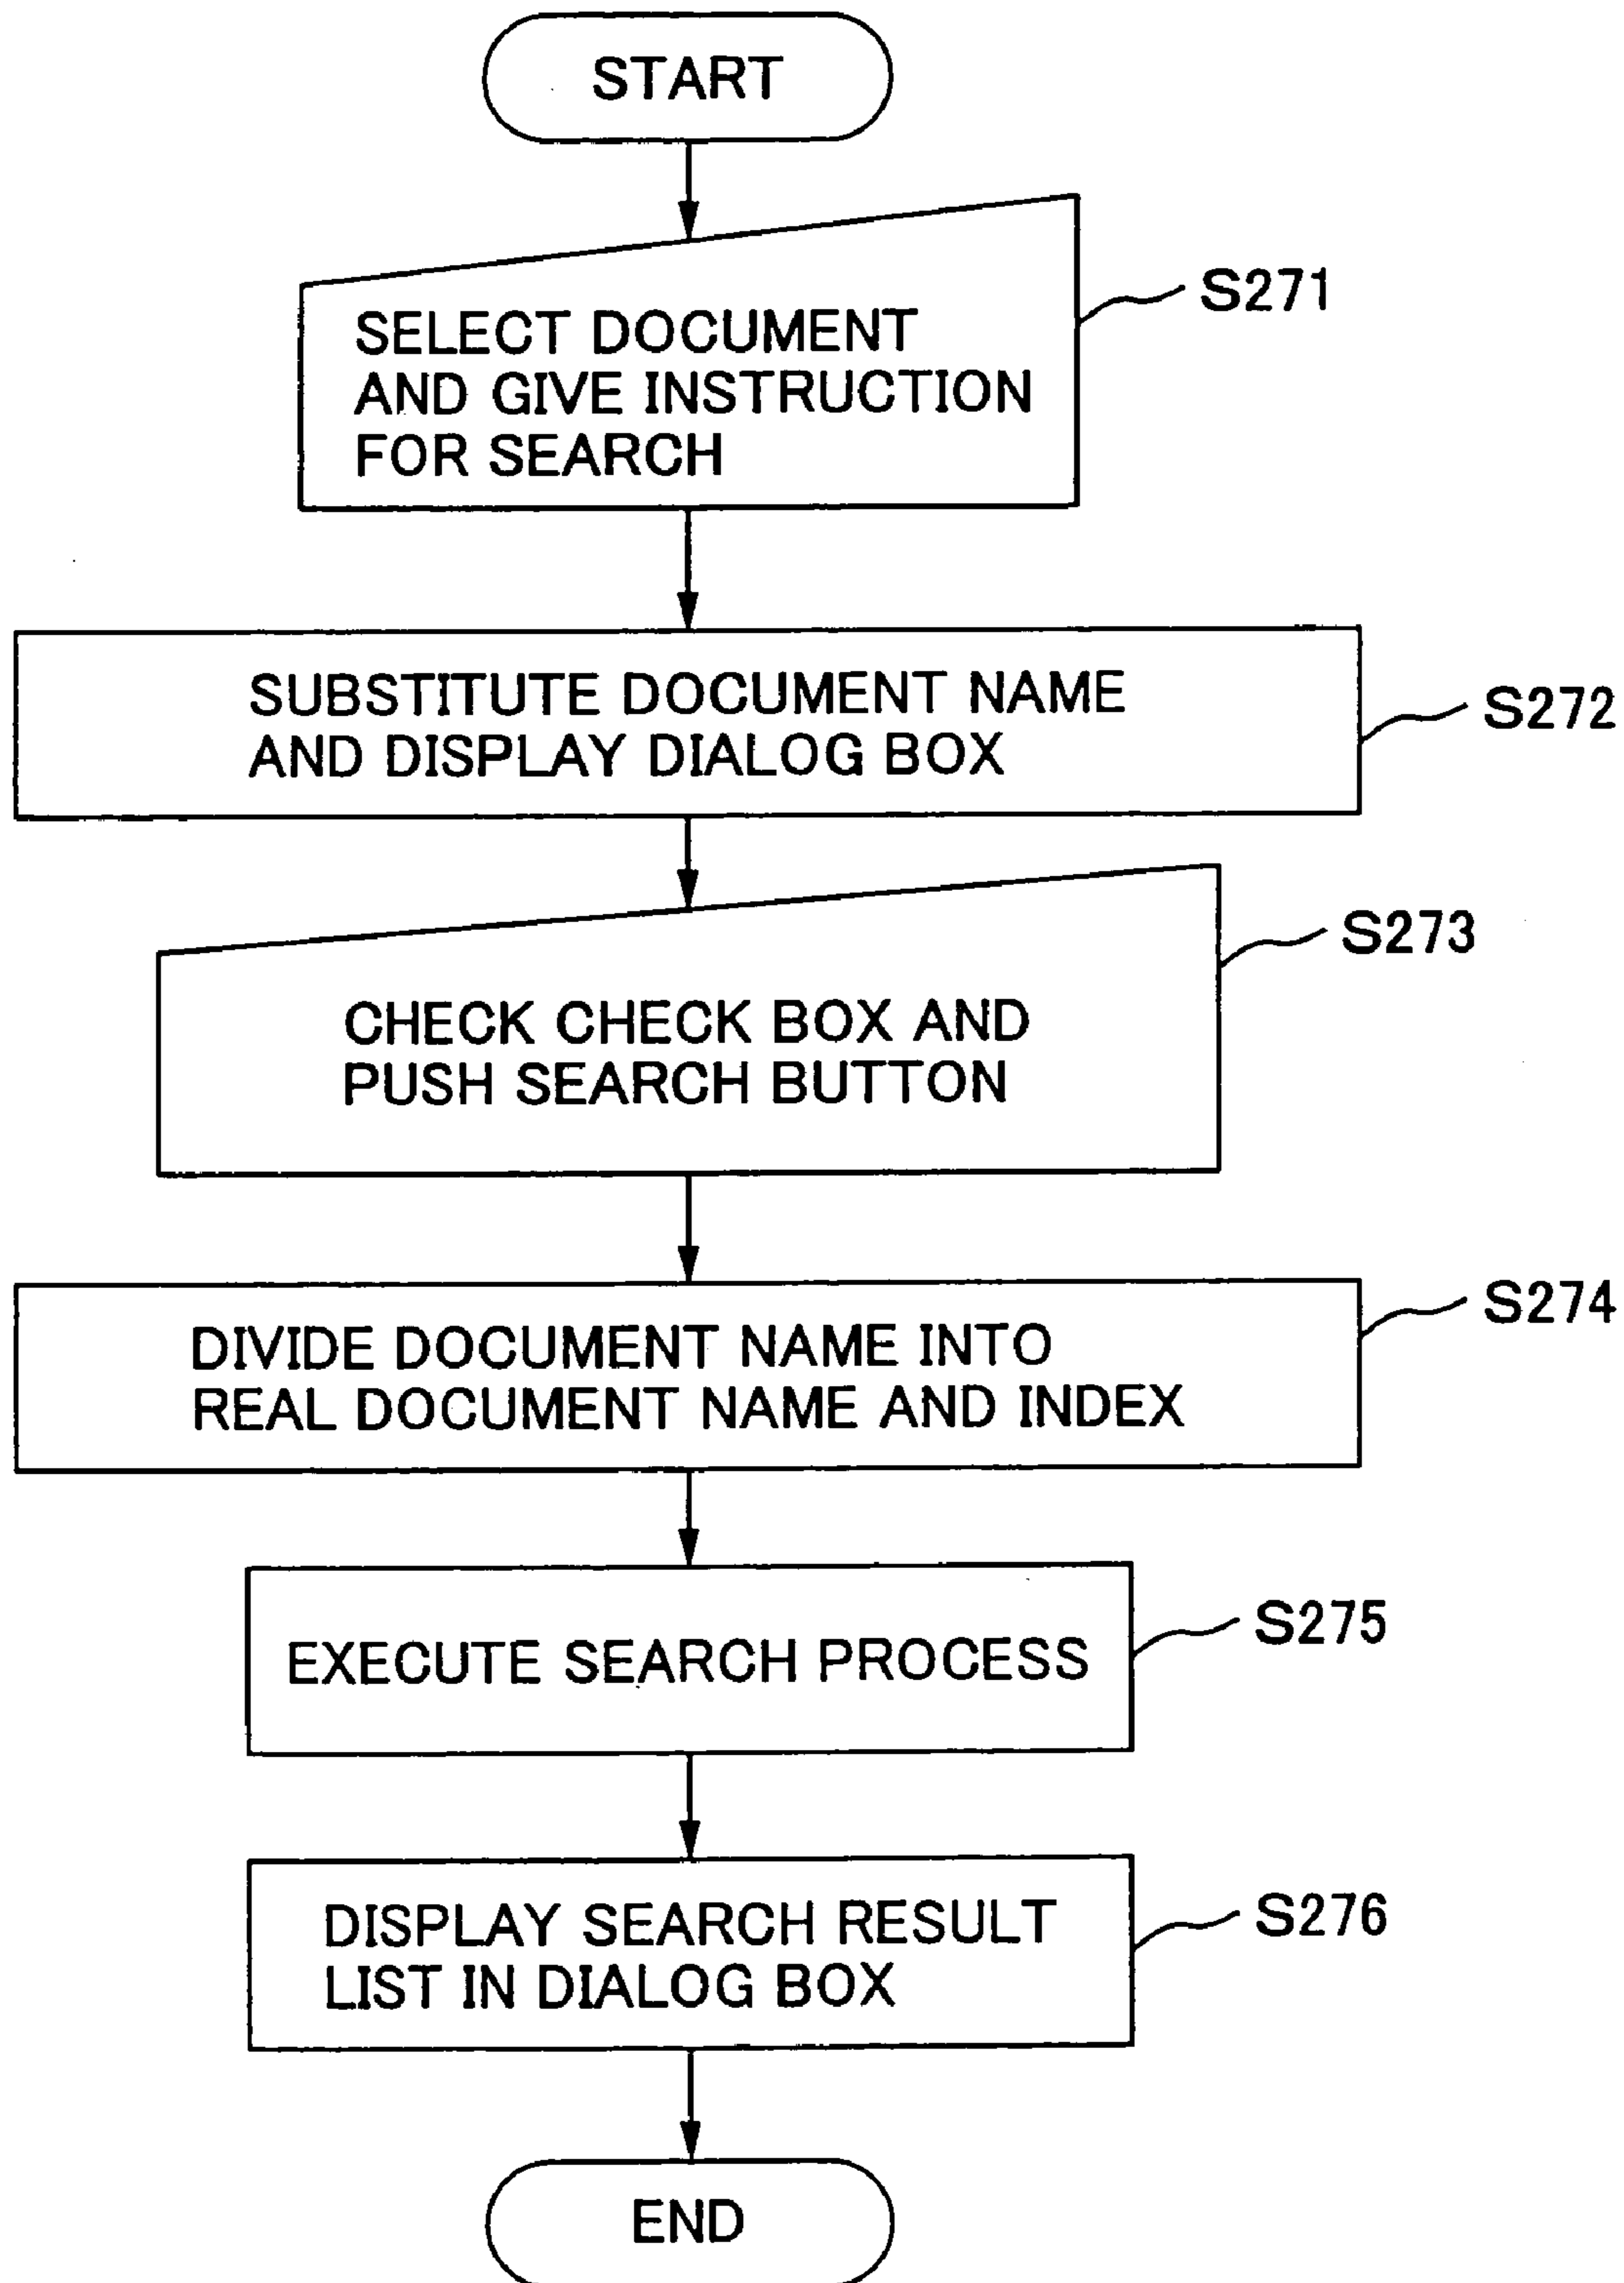 START
SELECT DOCUMENT
AND GIVE INSTRUCTION
FOR SEARCH
S271
SUBSTITUTE DOCUMENT NAME
AND DISPLAY DIALOG BOX
S272
CHECK CHECK BOX AND
PUSH SEARCH BUTTON
S273
DIVIDE DOCUMENT NAME INTO
REAL DOCUMENT NAME AND INDEX
S274
EXECUTE SEARCH PROCESS
S275
DISPLAY SEARCH RESULT
LIST IN DIALOG BOX
S276
END